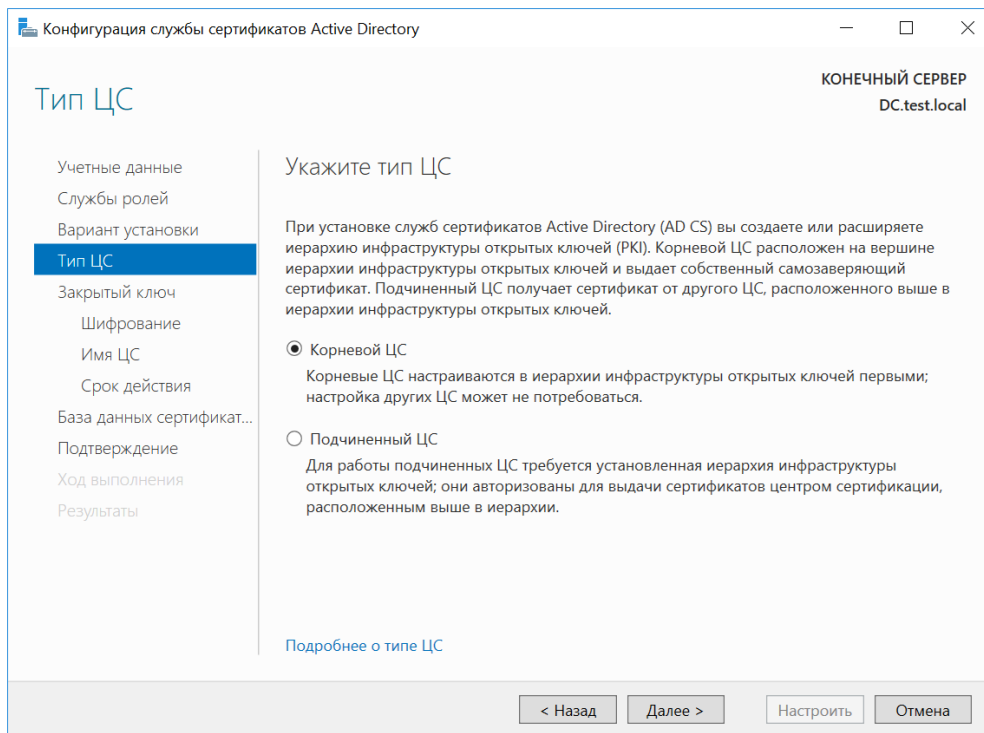 Конфигурация службы сертификатов Active Directory
Тип ЦС
КОНЕЧНЫЙ СЕРВЕР
DC.test.local
Учетные данные
Службы ролей
Вариант установки
Тип ЦС
Закрытый ключ
Шифрование
Имя ЦС
Срок действия
База данных сертификат...
Подтверждение
Ход выполнения
Результаты
Укажите тип ЦС
При установке служб сертификатов Active Directory (AD CS) вы создаете или расширяете
иерархию инфраструктуры открытых ключей (PKI). Корневой ЦС расположен на вершине
иерархии инфраструктуры открытых ключей и выдает собственный самозаверяющий
сертификат. Подчиненный ЦС получает сертификат от другого ЦС, расположенного выше в
иерархии инфраструктуры открытых ключей.
Корневой ЦС
Корневые ЦС настраиваются в иерархии инфраструктуры открытых ключей первыми;
настройка других ЦС может не потребоваться.
Подчиненный ЦС
Для работы подчиненных ЦС требуется установленная иерархия инфраструктуры
открытых ключей; они авторизованы для выдачи сертификатов центром сертификации,
расположенным выше в иерархии.
Подробнее о типе ЦС
< Назад
Далее >
Настроить
Отмена